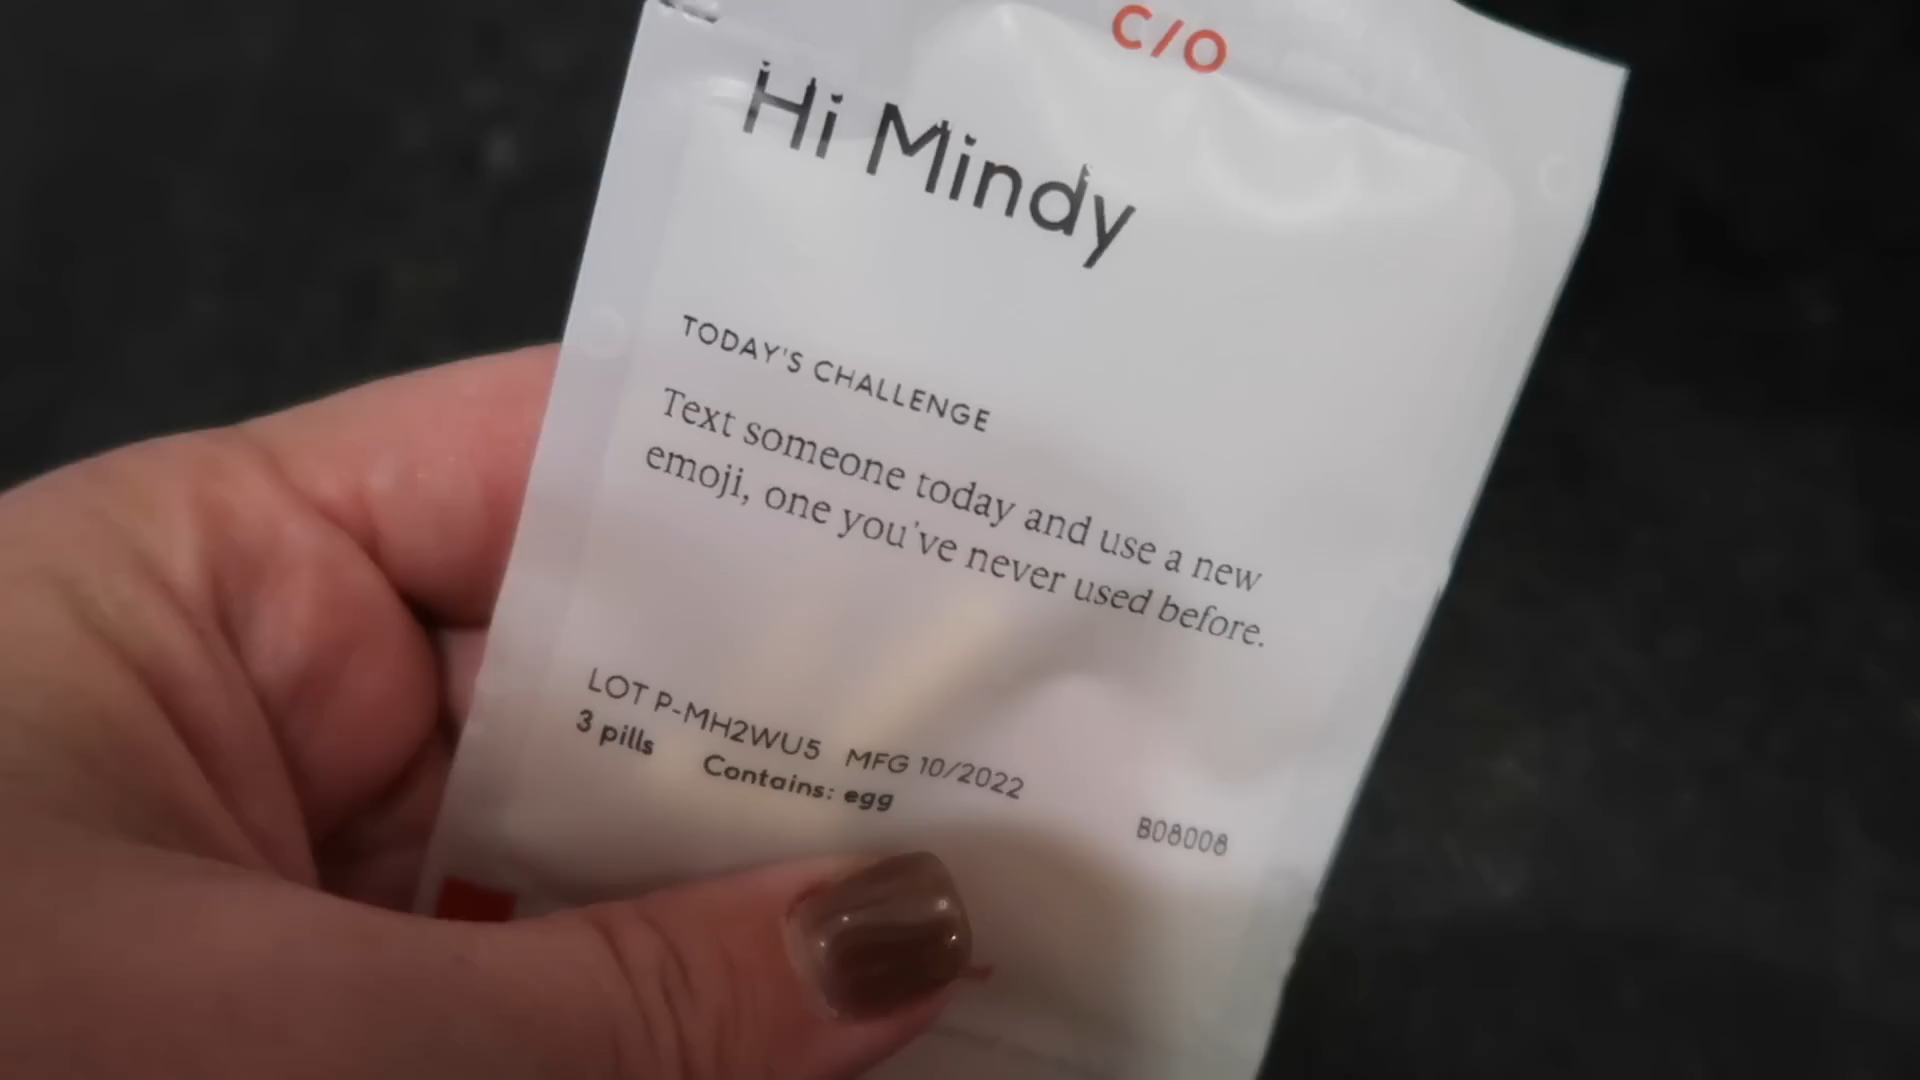 C/O
Hi Mindy
TODAY'S CHALLENGE
Text someone today and use a new
emoji, one you've never used before.
LOT P-MH2WU5 MFG 10/2022
3 pills Contains: egg
B08008